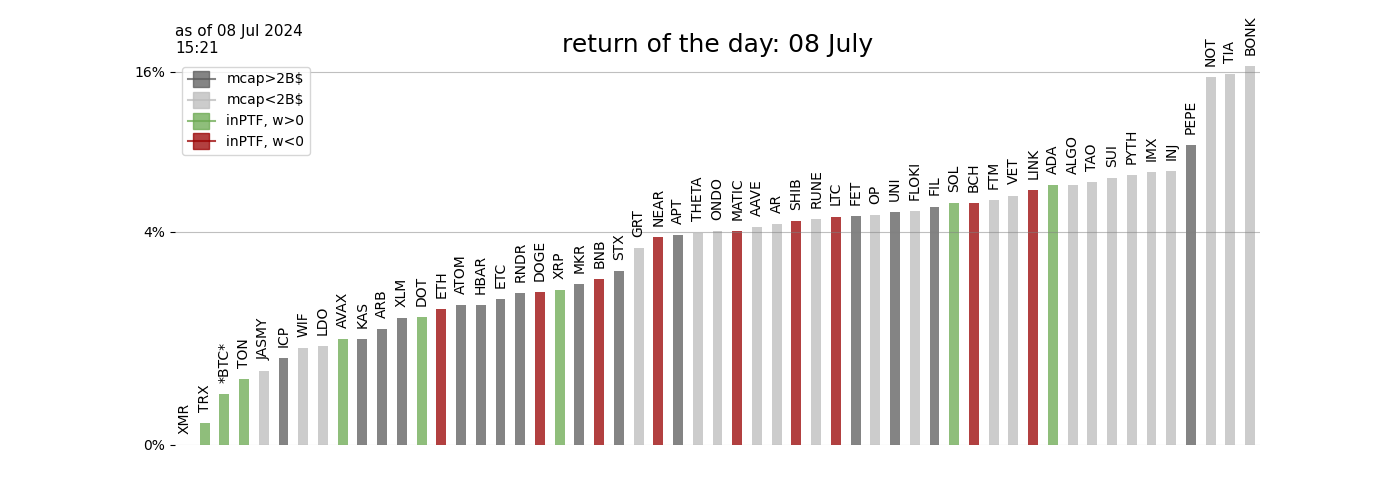 as of 08 Jul 2024
15:21
return of the day: 08 July
16%
4%
0%
mcap>2B$
mcap<2B$
inPTF, w>0
inPTF, w<0
XMR
TRX
*BTC*
TON
JASMY
ICP
WIF
LDO
AVAX
KAS
ARB
XLM
DOT
ETH
ATOM
HBAR
ETC
RNDR
DOGE
XRP
MKR
BNB
STX
GRT
NEAR
APT
THETA
ONDO
MATIC
AAVE
AR
SHIB
RUNE
LTC
FET
OP
UNI
FLOKI
FIL
SOL
BCH
FTM
VET
LINK
ADA
ALGO
TAO
SUI
PYTH
IMX
INJ
PEPE
NOT
TIA
BONK